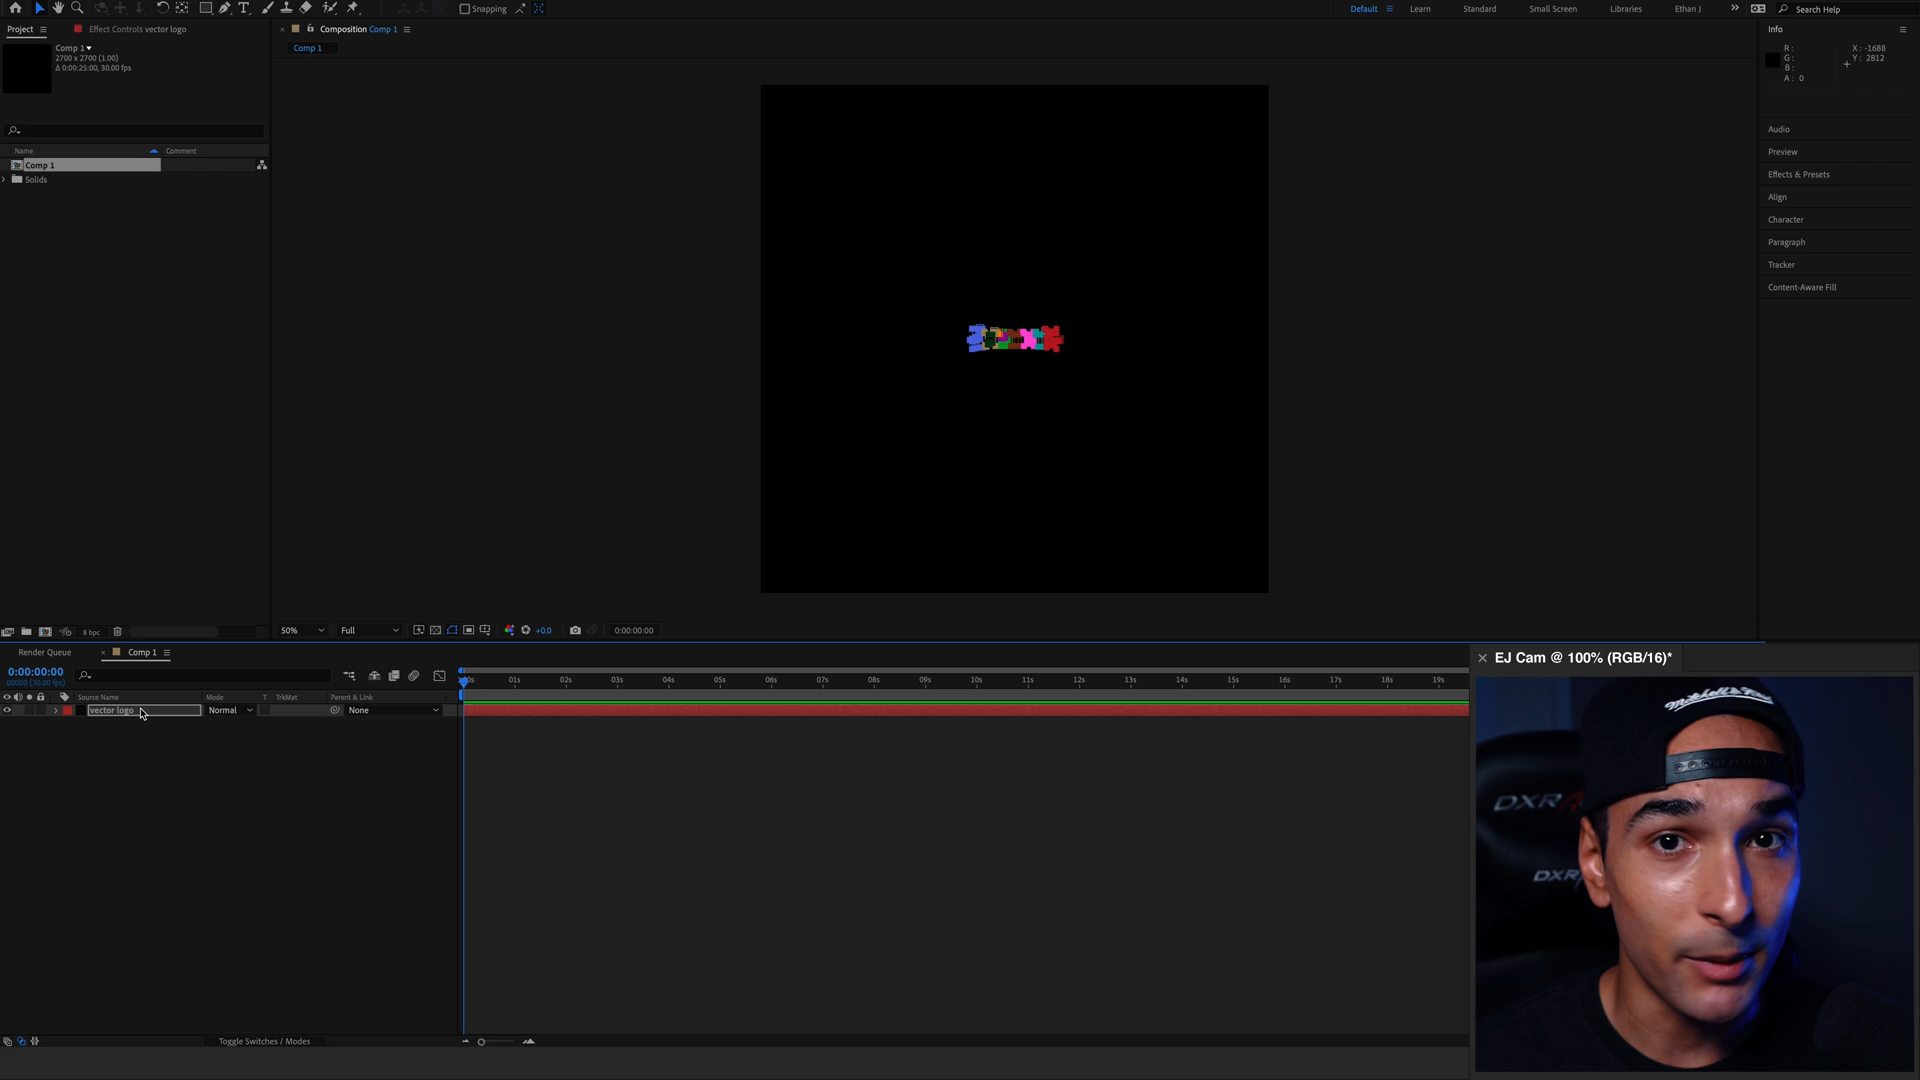 Snapping
Default
Learn
Standard
Small Screen
Libraries
Ethan J
Search Help
Project
Effect Controls vector logo
Composition Comp 1
Info
Comp 1
2700 x 2700 (1.00)
Δ 0:00:25:00, 30.00 fps
Comp 1
R :
G :
B :
A : 0
X : -1688
Y : 2812
Name
Comment
Comp 1
Solids
Audio
Preview
Effects & Presets
Align
Character
Paragraph
Tracker
Content-Aware Fill
8 bpc
50%
Full
+0.0
0:00:00:00
Render Queue
Comp 1
0:00:00:00
00000 (30.00 fps)
01s
02s
03s
04s
05s
06s
07s
08s
09s
10s
11s
12s
13s
14s
15s
16s
17s
18s
19s
Source Name
Mode
T
TrkMat
Parent & Link
vector logo
Normal
None
Toggle Switches / Modes
EJ Cam @ 100% (RGB/16)*
DXR
DXR